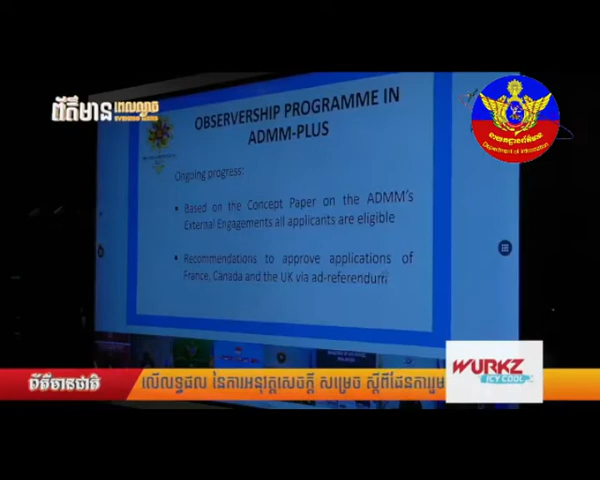 ព័ត៌មាន ពេលល្ងាច
EVENING NEWS
Department of Information
OBSERVERSHIP PROGRAMME IN
ADMM-PLUS
Ongoing progress:
▪ Based on the Concept Paper on the ADMM's
External Engagements all applicants are eligible
▪ Recommendations to approve applications of
France, Canada and the UK via ad-referendum
ព័ត៌មានជាតិ
លើលទ្ធផល នៃការអនុវត្តសេចក្តី សម្រេច ស្តីពីផែនការរួម
WURKZ
ICY COOL